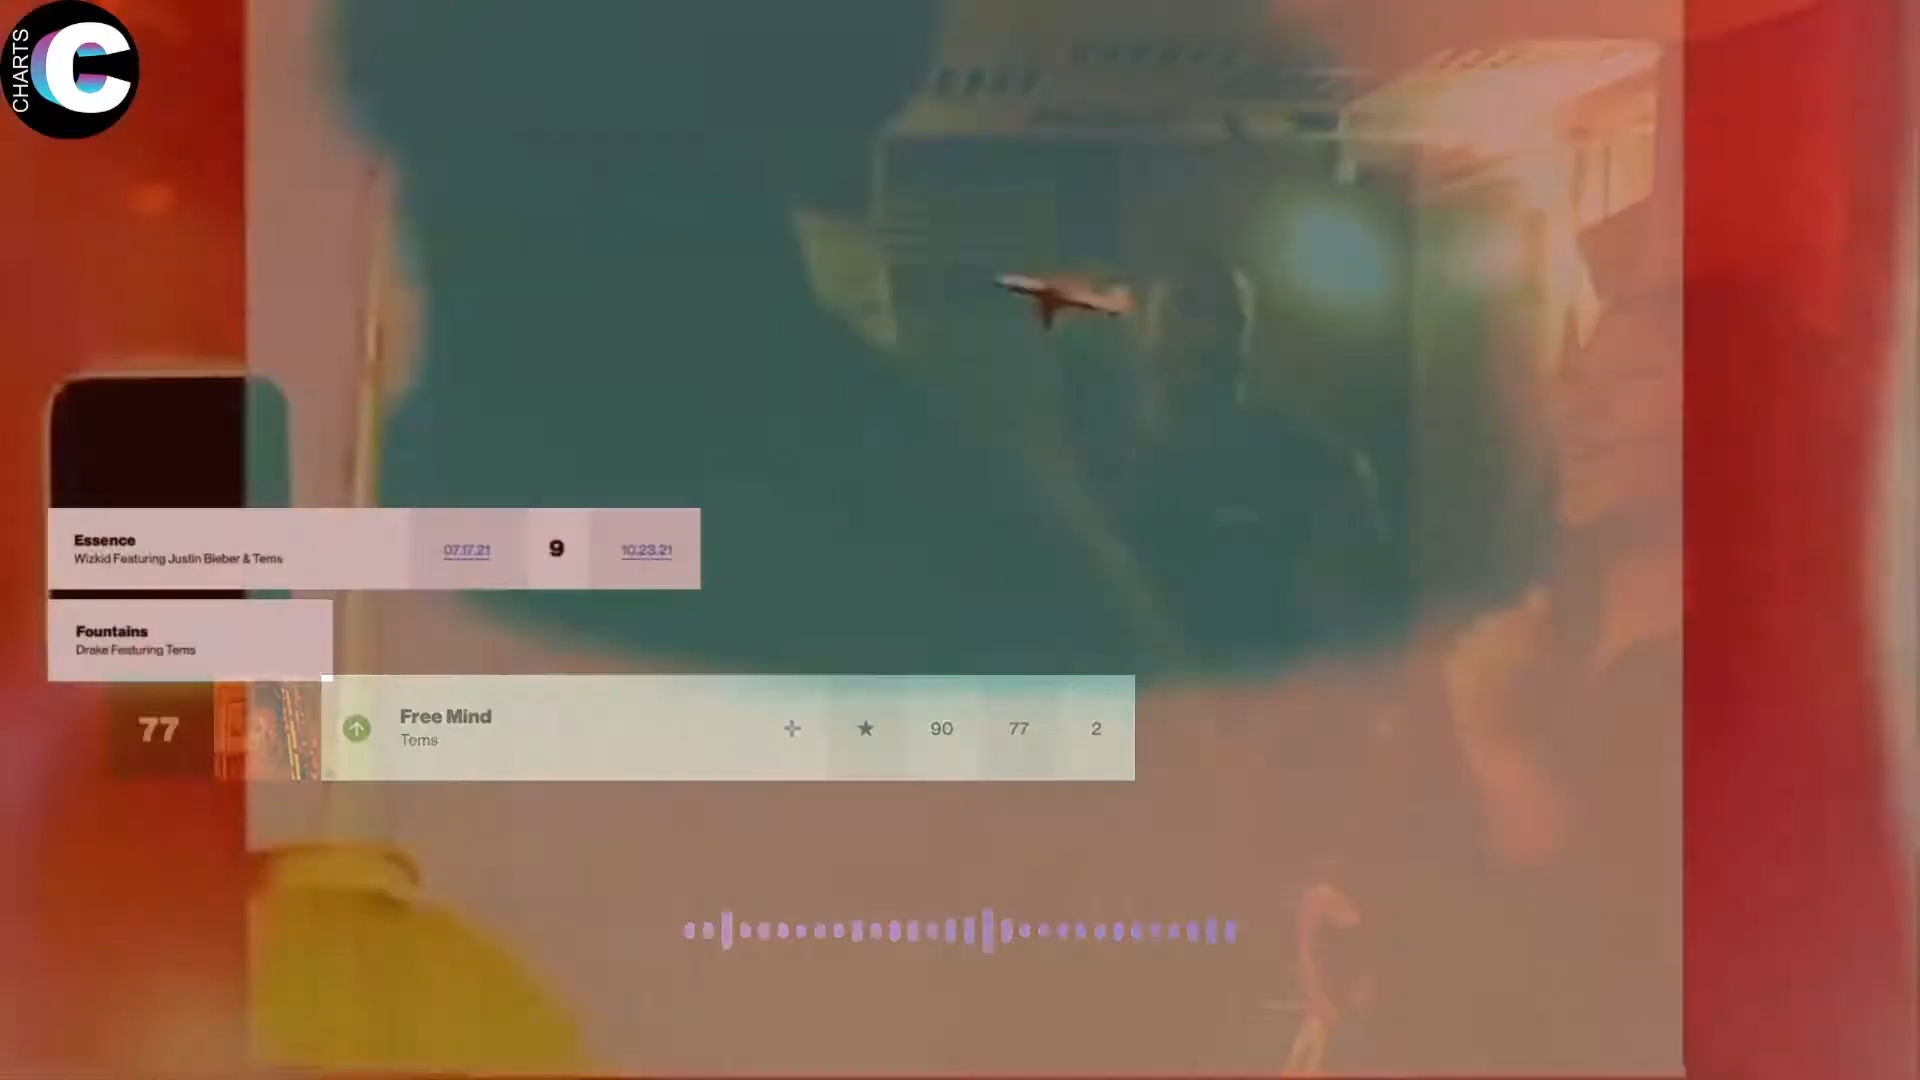 CHARTS
C
Essence
Wizkid Featuring Justin Bieber & Tems
07.17.21 9 10.23.21
Fountains
Drake Featuring Tems
77 Free Mind 90 77 2
Tems